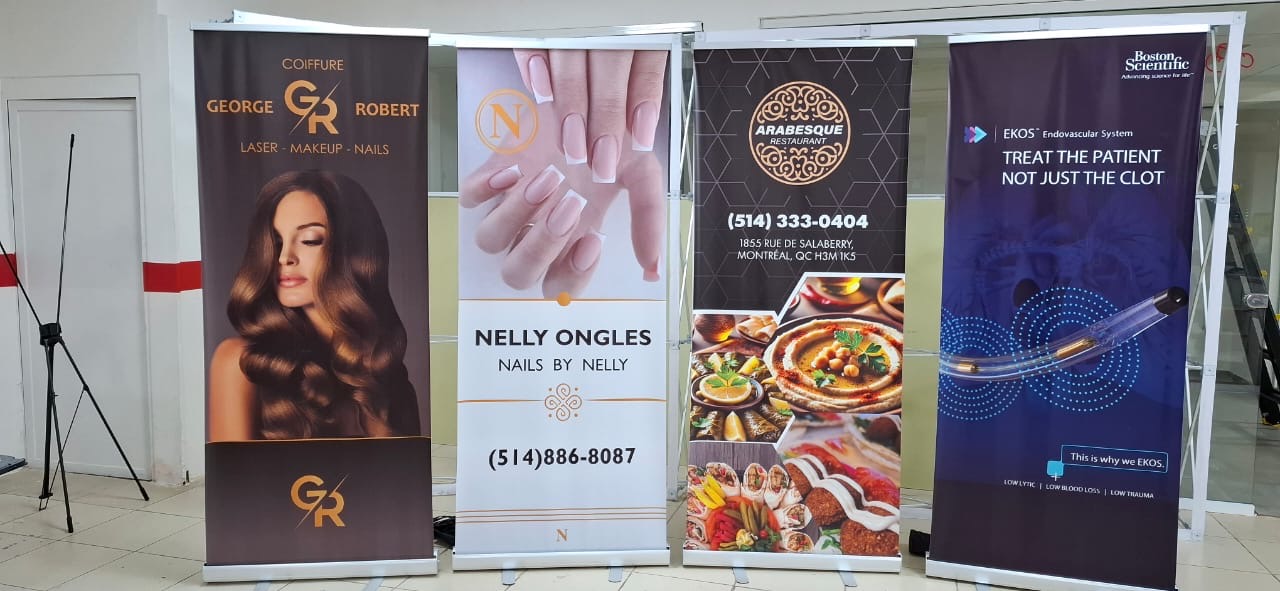 COIFFURE
GEORGE GR ROBERT
LASER - MAKEUP - NAILS
GR
N
NELLY ONGLES
NAILS BY NELLY
(514)886-8087
N
ARABESQUE
RESTAURANT
(514) 333-0404
1855 RUE DE SALABERRY,
MONTRÉAL, QC H3M 1K5
Boston
Scientific
Advancing science for life™
EKOS™ Endovascular System
TREAT THE PATIENT
NOT JUST THE CLOT
This is why we EKOS.
LOW LYTIC | LOW BLOOD LOSS | LOW TRAUMA